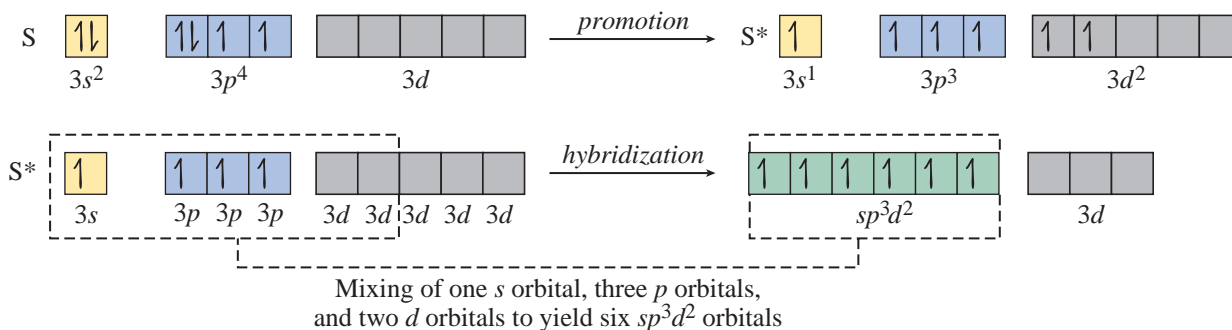 S promotion S*
3s² 3p⁴ 3d 3s¹ 3p³ 3d²
S* hybridization
3s 3p 3p 3p 3d 3d 3d 3d 3d sp³d² 3d
Mixing of one s orbital, three p orbitals,
and two d orbitals to yield six sp³d² orbitals